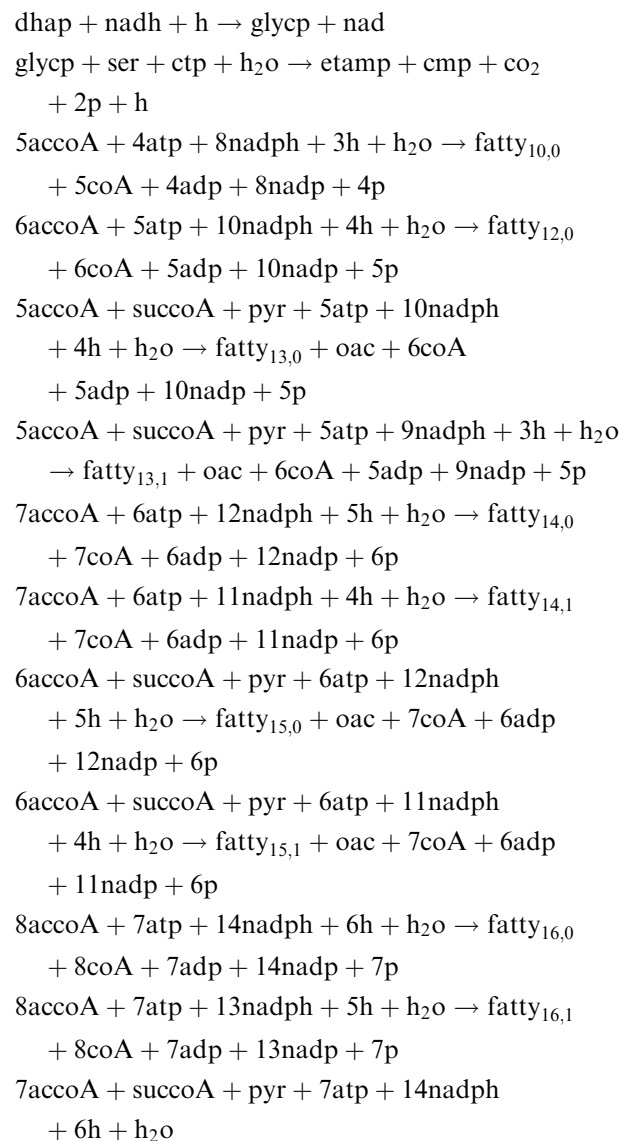 dhap + nadh + h → glycp + nad
glycp + ser + ctp + h₂o → etamp + cmp + co₂
+ 2p + h
5accoA + 4atp + 8nadph + 3h + h₂o → fatty₁₀,₀
+ 5coA + 4adp + 8nadp + 4p
6accoA + 5atp + 10nadph + 4h + h₂o → fatty₁₂,₀
+ 6coA + 5adp + 10nadp + 5p
5accoA + succoA + pyr + 5atp + 10nadph
+ 4h + h₂o → fatty₁₃,₀ + oac + 6coA
+ 5adp + 10nadp + 5p
5accoA + succoA + pyr + 5atp + 9nadph + 3h + h₂o
→ fatty₁₃,₁ + oac + 6coA + 5adp + 9nadp + 5p
7accoA + 6atp + 12nadph + 5h + h₂o → fatty₁₄,₀
+ 7coA + 6adp + 12nadp + 6p
7accoA + 6atp + 11nadph + 4h + h₂o → fatty₁₄,₁
+ 7coA + 6adp + 11nadp + 6p
6accoA + succoA + pyr + 6atp + 12nadph
+ 5h + h₂o → fatty₁₅,₀ + oac + 7coA + 6adp
+ 12nadp + 6p
6accoA + succoA + pyr + 6atp + 11nadph
+ 4h + h₂o → fatty₁₅,₁ + oac + 7coA + 6adp
+ 11nadp + 6p
8accoA + 7atp + 14nadph + 6h + h₂o → fatty₁₆,₀
+ 8coA + 7adp + 14nadp + 7p
8accoA + 7atp + 13nadph + 5h + h₂o → fatty₁₆,₁
+ 8coA + 7adp + 13nadp + 7p
7accoA + succoA + pyr + 7atp + 14nadph
+ 6h + h₂o